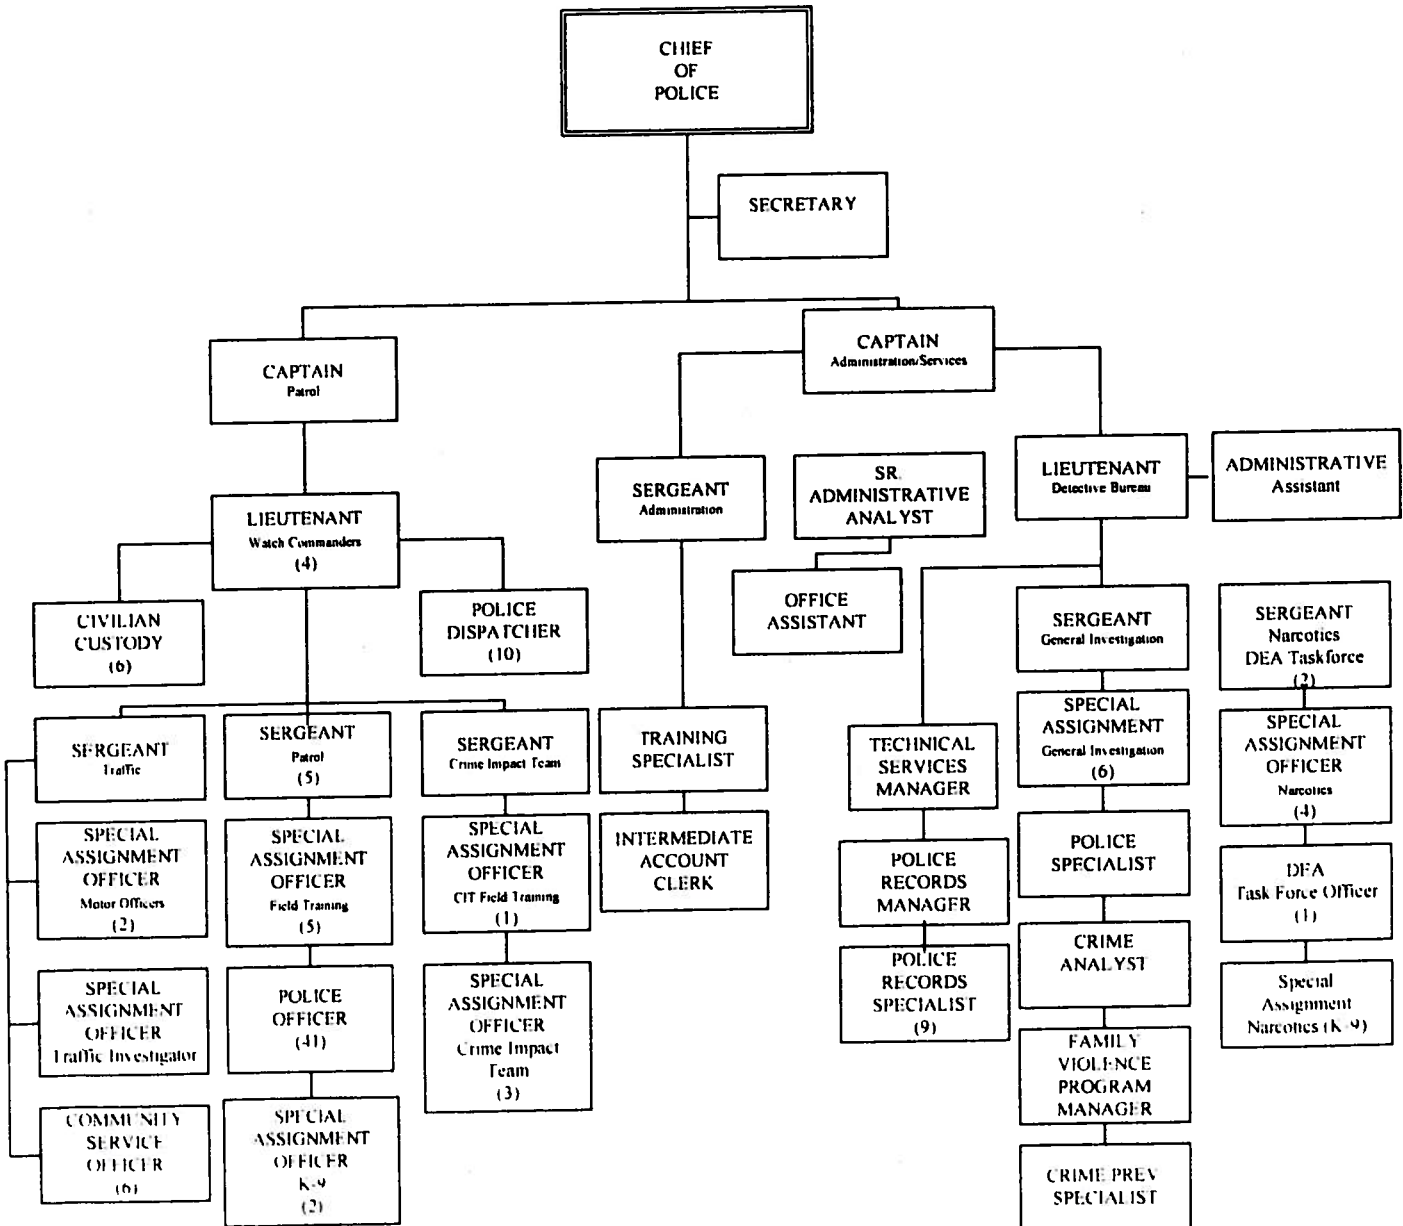 CHIEF
OF
POLICE
SECRETARY
CAPTAIN
Patrol
CAPTAIN
Administration/Services
LIEUTENANT
Watch Commanders
(4)
CIVILIAN
CUSTODY
(6)
POLICE
DISPATCHER
(10)
SERGEANT
Traffic
SPECIAL
ASSIGNMENT
OFFICER
Motor Officers
(2)
SPECIAL
ASSIGNMENT
OFFICER
Traffic Investigator
COMMUNITY
SERVICE
OFFICER
(6)
SERGEANT
Patrol
(5)
SPECIAL
ASSIGNMENT
OFFICER
Field Training
(5)
POLICE
OFFICER
(41)
SPECIAL
ASSIGNMENT
OFFICER
K-9
(2)
SERGEANT
Crime Impact Team
SPECIAL
ASSIGNMENT
OFFICER
CIT Field Training
(1)
SPECIAL
ASSIGNMENT
OFFICER
Crime Impact
Team
(3)
SERGEANT
Administration
TRAINING
SPECIALIST
INTERMEDIATE
ACCOUNT
CLERK
SR.
ADMINISTRATIVE
ANALYST
OFFICE
ASSISTANT
LIEUTENANT
Detective Bureau
ADMINISTRATIVE
Assistant
TECHNICAL
SERVICES
MANAGER
POLICE
RECORDS
MANAGER
POLICE
RECORDS
SPECIALIST
(9)
SERGEANT
General Investigation
SPECIAL
ASSIGNMENT
General Investigation
(6)
POLICE
SPECIALIST
CRIME
ANALYST
FAMILY
VIOLENCE
PROGRAM
MANAGER
CRIME PREV
SPECIALIST
SERGEANT
Narcotics
DEA Taskforce
(2)
SPECIAL
ASSIGNMENT
OFFICER
Narcotics
(4)
DEA
Task Force Officer
(1)
Special
Assignment
Narcotics (K-9)